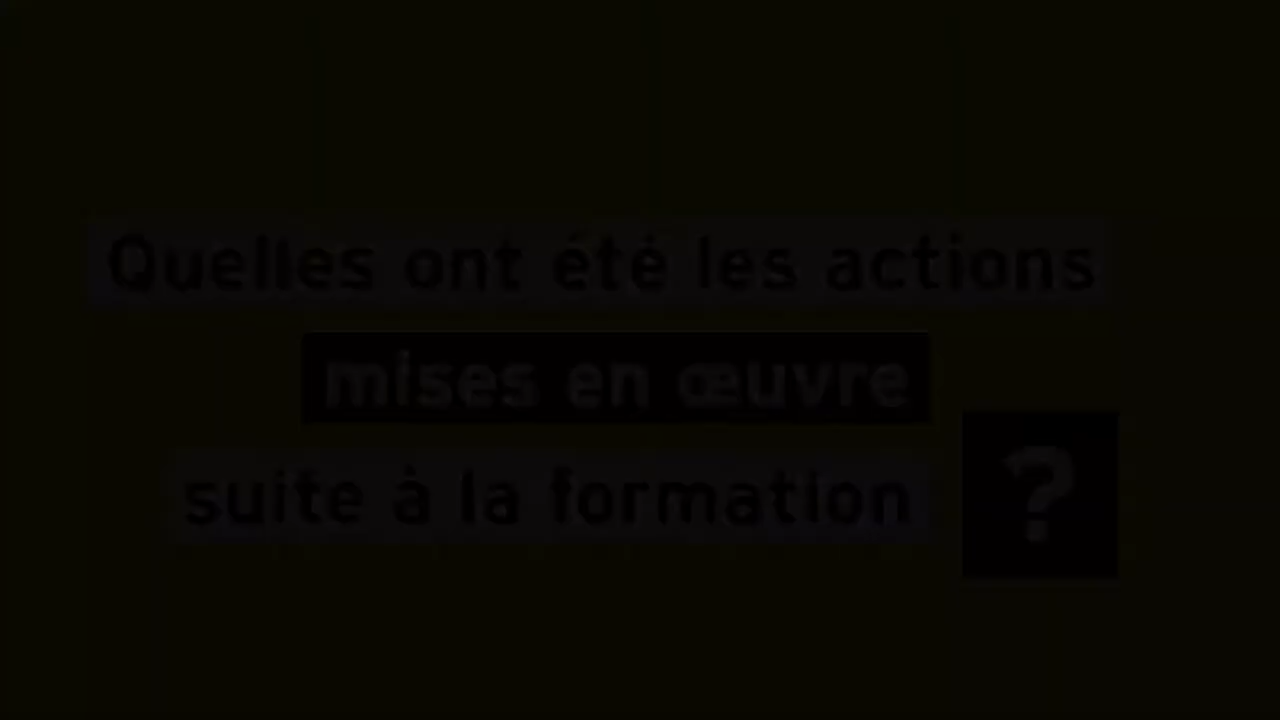 Quelles ont été les actions
mises en œuvre
suite à la formation ?